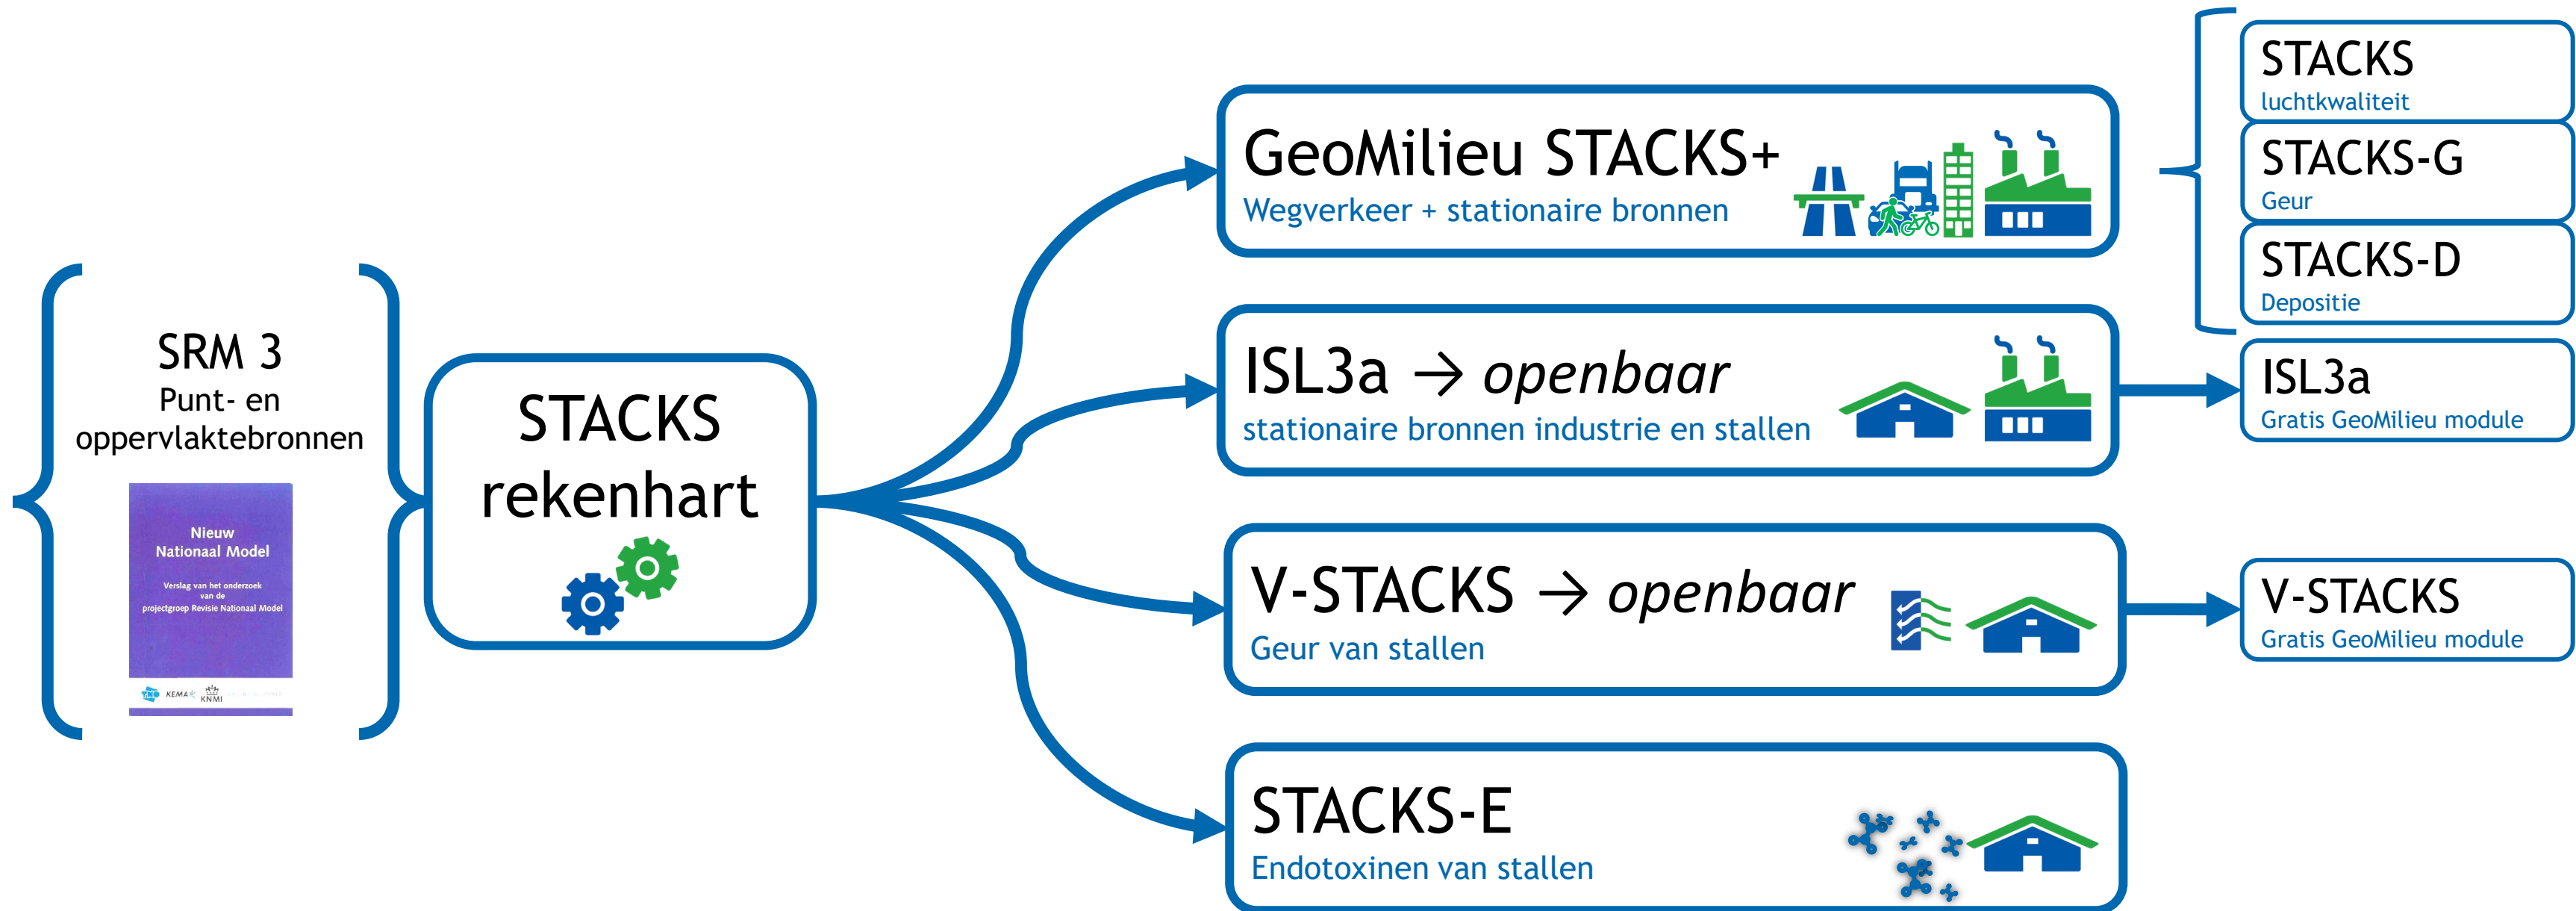 SRM 3
Punt- en
oppervlaktebronnen
Nieuw
Nationaal Model
Verslag van het onderzoek
van de
projectgroep Revisie Nationaal Model
TNO KEMA KNMI
STACKS
rekenhart
GeoMilieu STACKS+
Wegverkeer + stationaire bronnen
ISL3a → openbaar
stationaire bronnen industrie en stallen
V-STACKS → openbaar
Geur van stallen
STACKS-E
Endotoxinen van stallen
STACKS
luchtkwaliteit
STACKS-G
Geur
STACKS-D
Depositie
ISL3a
Gratis GeoMilieu module
V-STACKS
Gratis GeoMilieu module